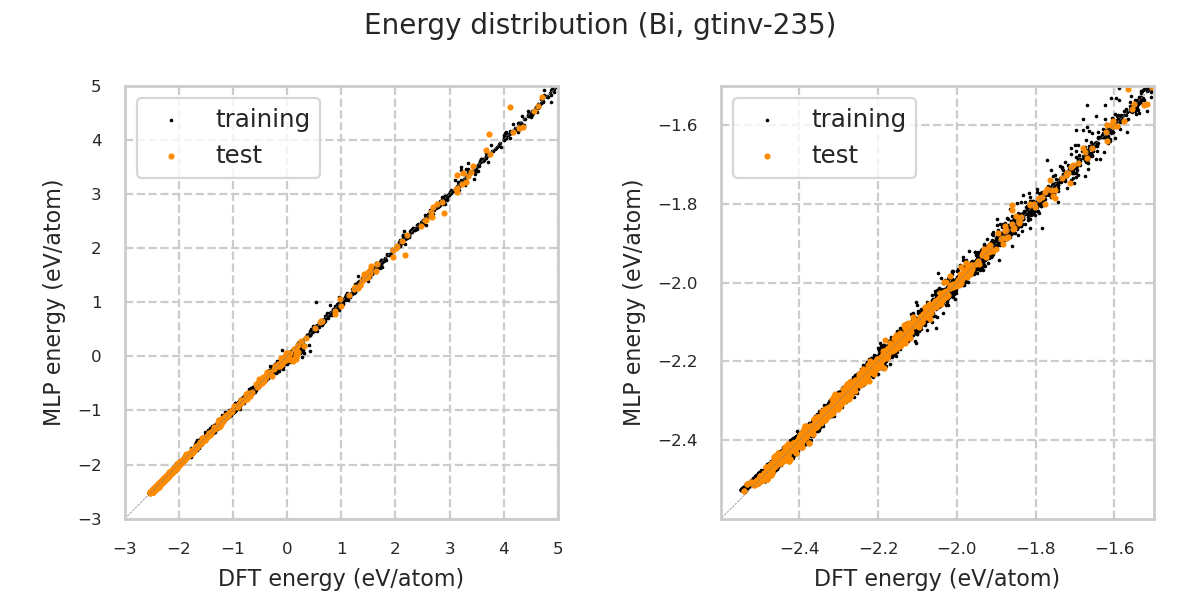 Energy distribution (Bi, gtinv-235)
MLP energy (eV/atom)
5
4
3
2
1
0
−1
−2
−3
training
test
−3 −2 −1 0 1 2 3 4 5
DFT energy (eV/atom)
MLP energy (eV/atom)
−1.6
−1.8
−2.0
−2.2
−2.4
training
test
−2.4 −2.2 −2.0 −1.8 −1.6
DFT energy (eV/atom)